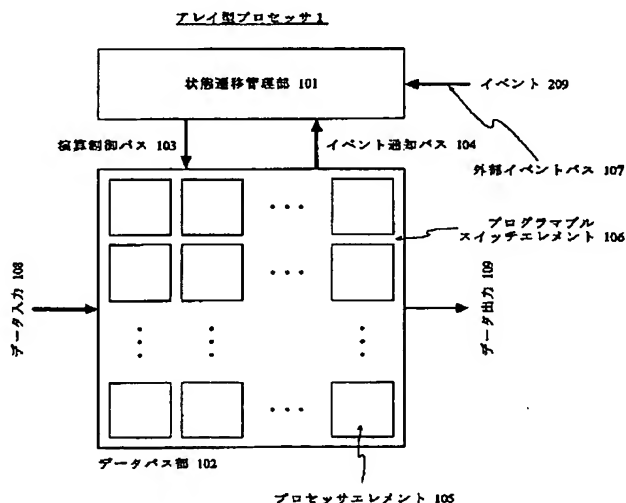 アレイ型プロセッサ1
状態遷移管理部 101
イベント 209
演算制御バス 103
イベント通知バス 104
外部イベントバス 107
プログラマブル
スイッチエレメント 106
データ入力 108
データ出力 109
データパス部 102
プロセッサエレメント 105